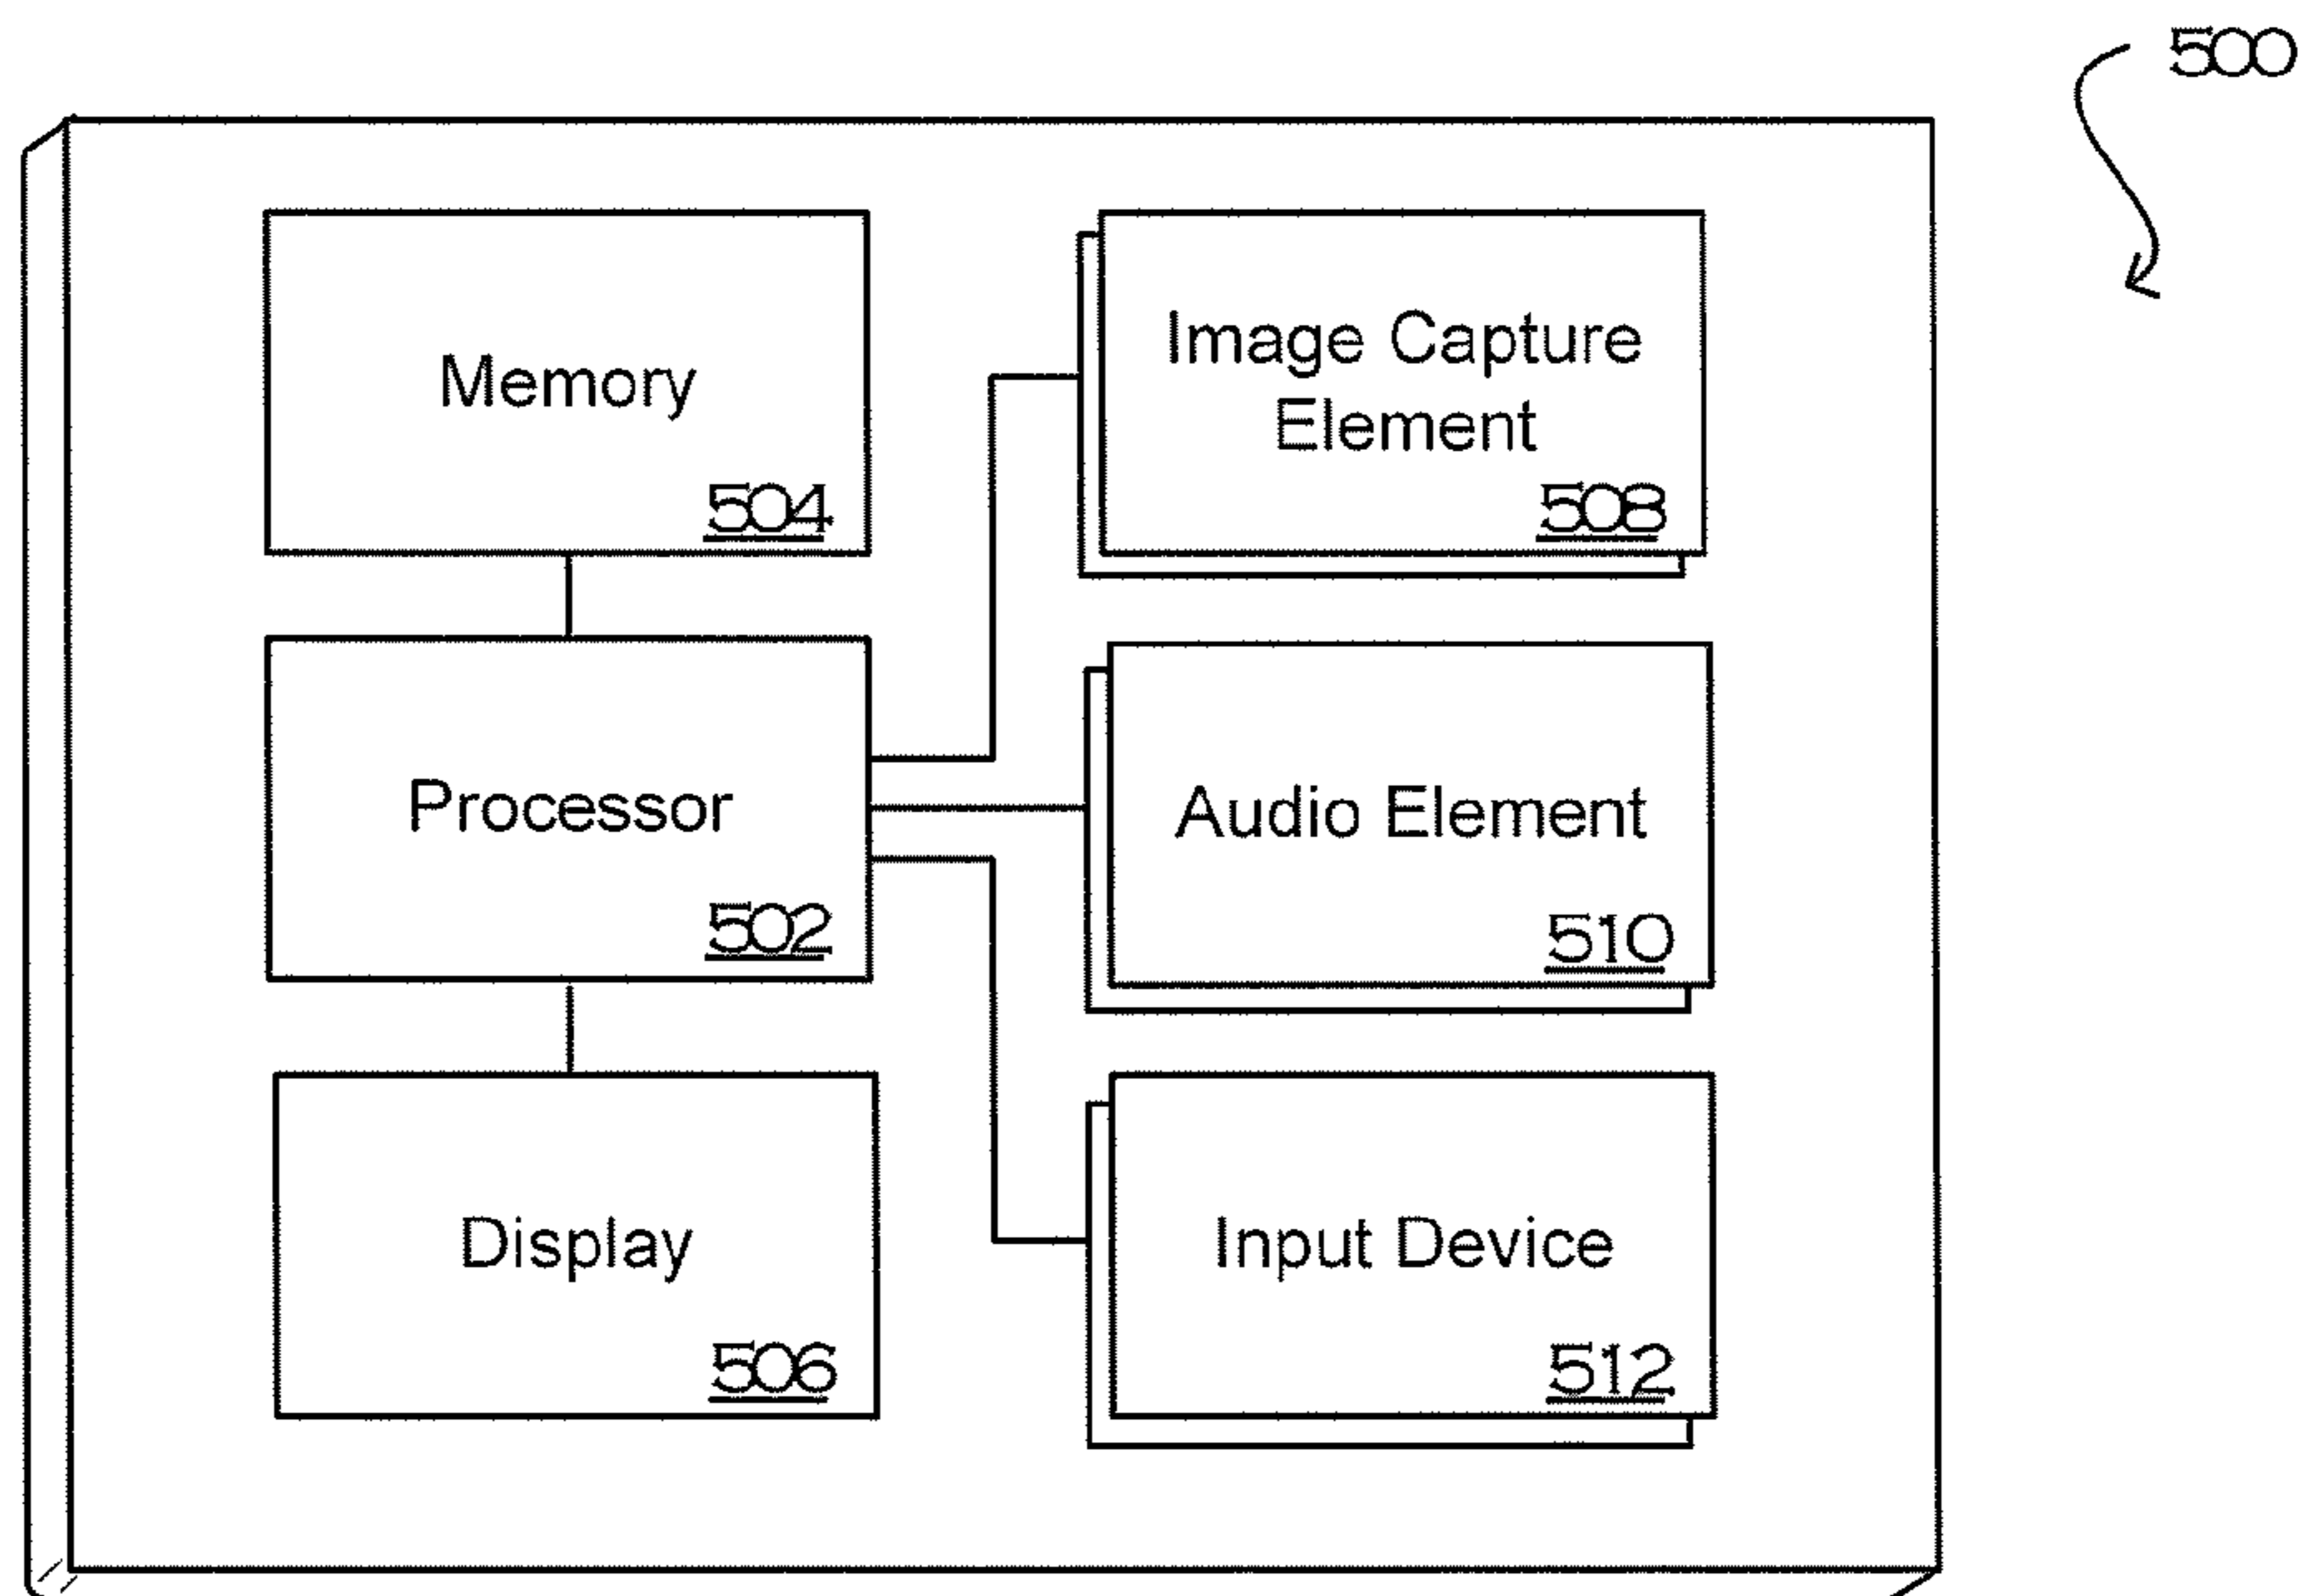 500
Memory
504
Image Capture
Element
508
Processor
502
Audio Element
510
Display
506
Input Device
512